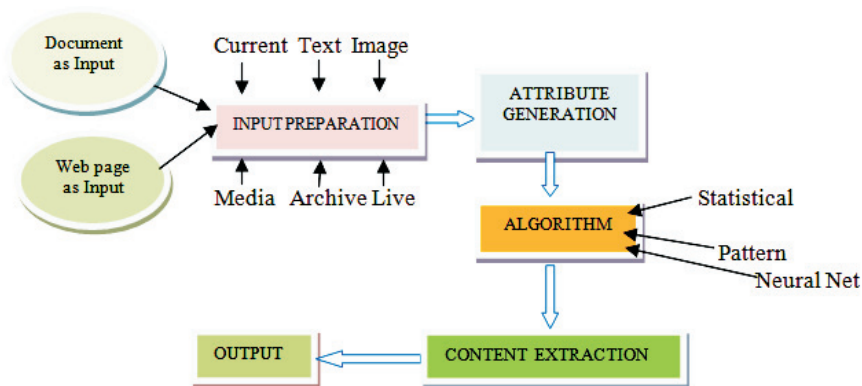 Document
as Input
Current Text Image
INPUT PREPARATION
ATTRIBUTE
GENERATION
Web page
as Input
Media Archive Live
Statistical
ALGORITHM
Pattern
Neural Net
OUTPUT
CONTENT EXTRACTION